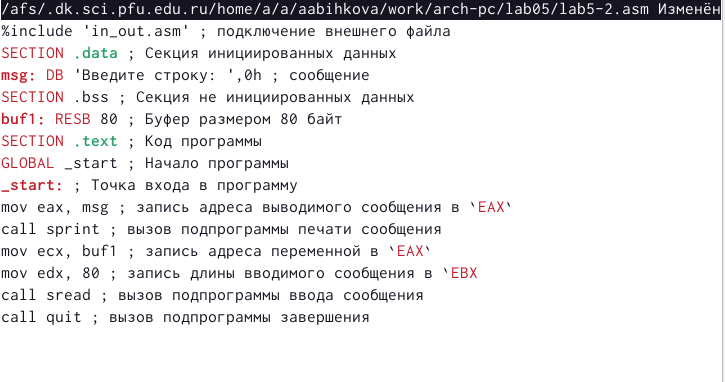 /afs/.dk.sci.pfu.edu.ru/home/a/a/aabihkova/work/arch-pc/lab05/lab5-2.asm Изменён
%include 'in_out.asm' ; подключение внешнего файла
SECTION .data ; Секция инициированных данных
msg: DB 'Введите строку: ',0h ; сообщение
SECTION .bss ; Секция не инициированных данных
buf1: RESB 80 ; Буфер размером 80 байт
SECTION .text ; Код программы
GLOBAL _start ; Начало программы
_start: ; Точка входа в программу
mov eax, msg ; запись адреса выводимого сообщения в `EAX`
call sprint ; вызов подпрограммы печати сообщения
mov ecx, buf1 ; запись адреса переменной в `EAX`
mov edx, 80 ; запись длины вводимого сообщения в `EBX
call sread ; вызов подпрограммы ввода сообщения
call quit ; вызов подпрограммы завершения